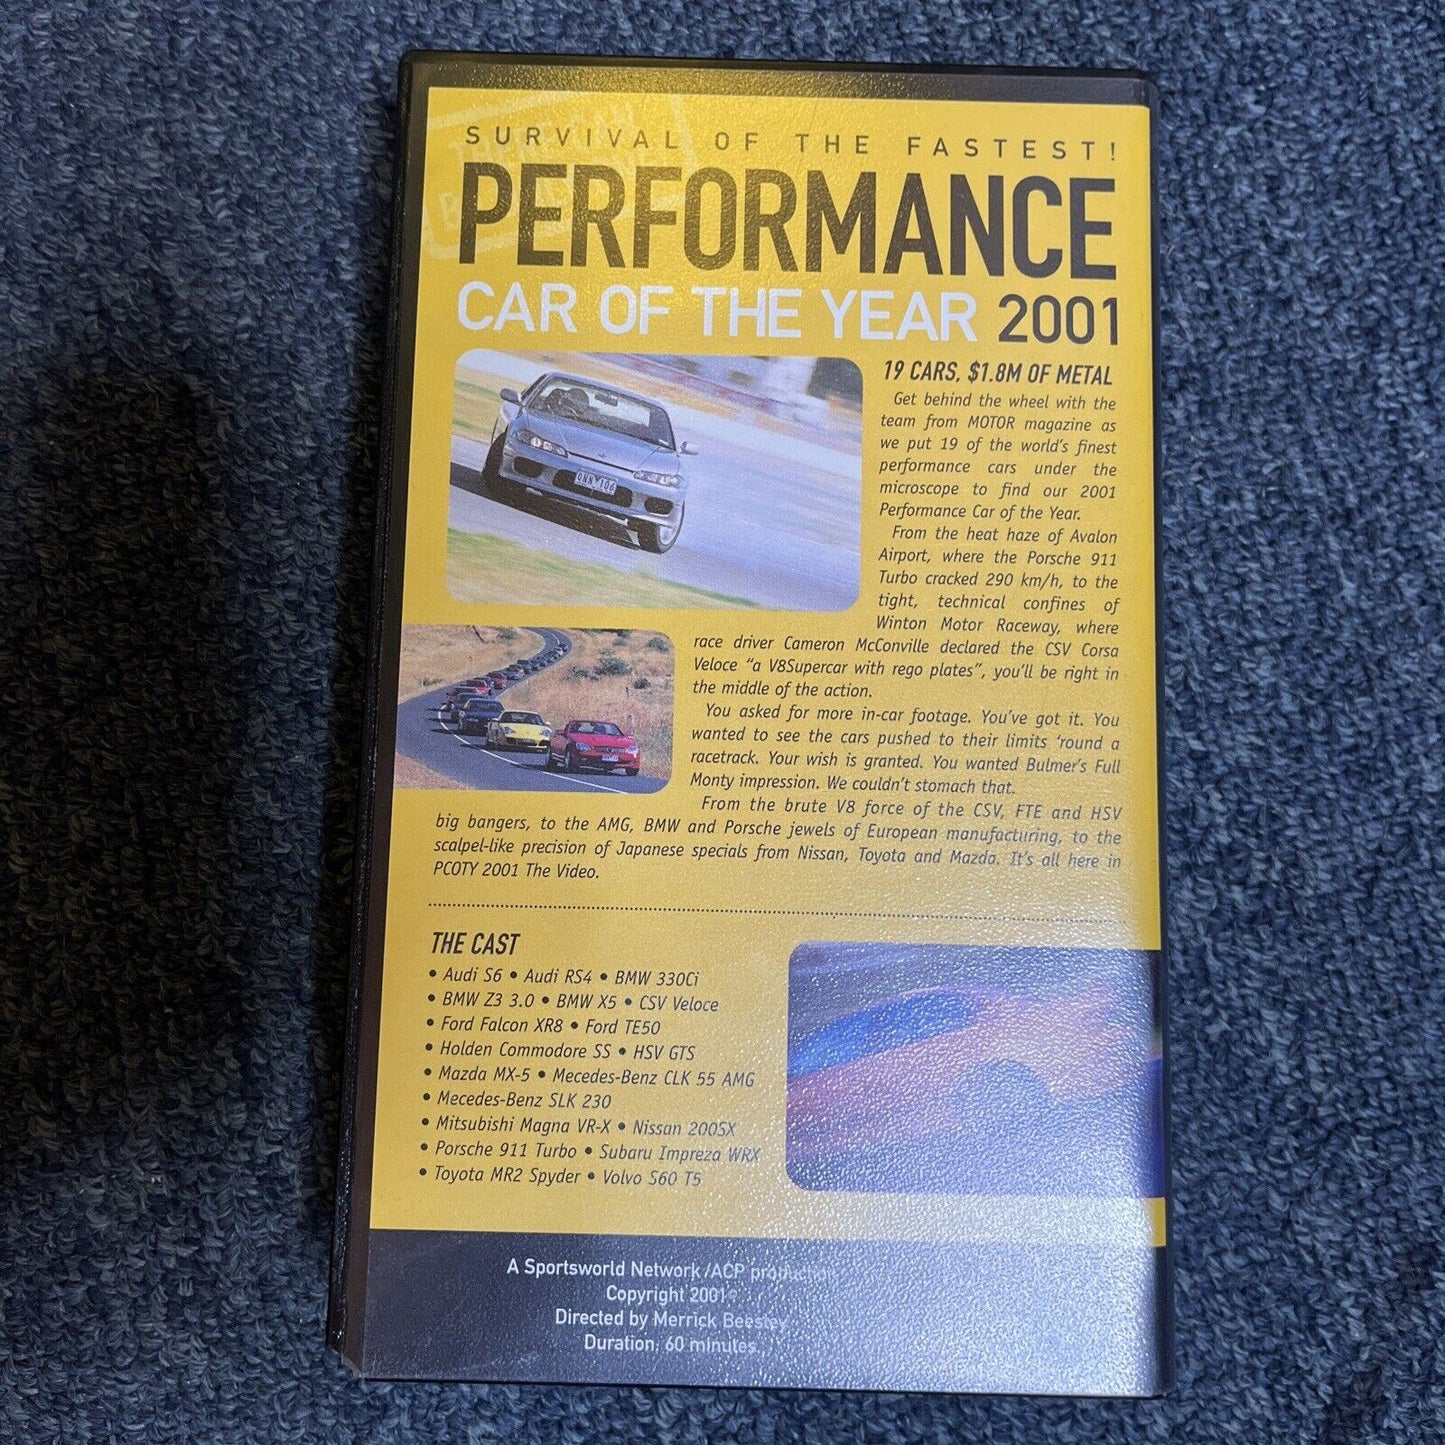 SURVIVAL OF THE FASTEST!
PERFORMANCE
CAR OF THE YEAR 2001
19 CARS, $1.8M OF METAL
Get behind the wheel with the
team from MOTOR magazine as
we put 19 of the world's finest
performance cars under the
microscope to find our 2001
Performance Car of the Year.
From the heat haze of Avalon
Airport, where the Porsche 911
Turbo cracked 290 km/h, to the
tight, technical confines of
Winton Motor Raceway, where
race driver Cameron McConville declared the CSV Corsa
Veloce "a V8Supercar with rego plates", you'll be right in
the middle of the action.
You asked for more in-car footage. You've got it. You
wanted to see the cars pushed to their limits 'round a
racetrack. Your wish is granted. You wanted Bulmer's Full
Monty impression. We couldn't stomach that.
From the brute V8 force of the CSV, FTE and HSV
big bangers, to the AMG, BMW and Porsche jewels of European manufacturing, to the
scalpel-like precision of Japanese specials from Nissan, Toyota and Mazda. It's all here in
PCOTY 2001 The Video.
THE CAST
• Audi S6 • Audi RS4 • BMW 330Ci
• BMW Z3 3.0 • BMW X5 • CSV Veloce
• Ford Falcon XR8 • Ford TE50
• Holden Commodore SS • HSV GTS
• Mazda MX-5 • Mecedes-Benz CLK 55 AMG
• Mecedes-Benz SLK 230
• Mitsubishi Magna VR-X • Nissan 200SX
• Porsche 911 Turbo • Subaru Impreza WRX
• Toyota MR2 Spyder • Volvo S60 T5
A Sportsworld Network/ACP production
Copyright 2001©
Directed by Merrick Beesley
Duration: 60 minutes